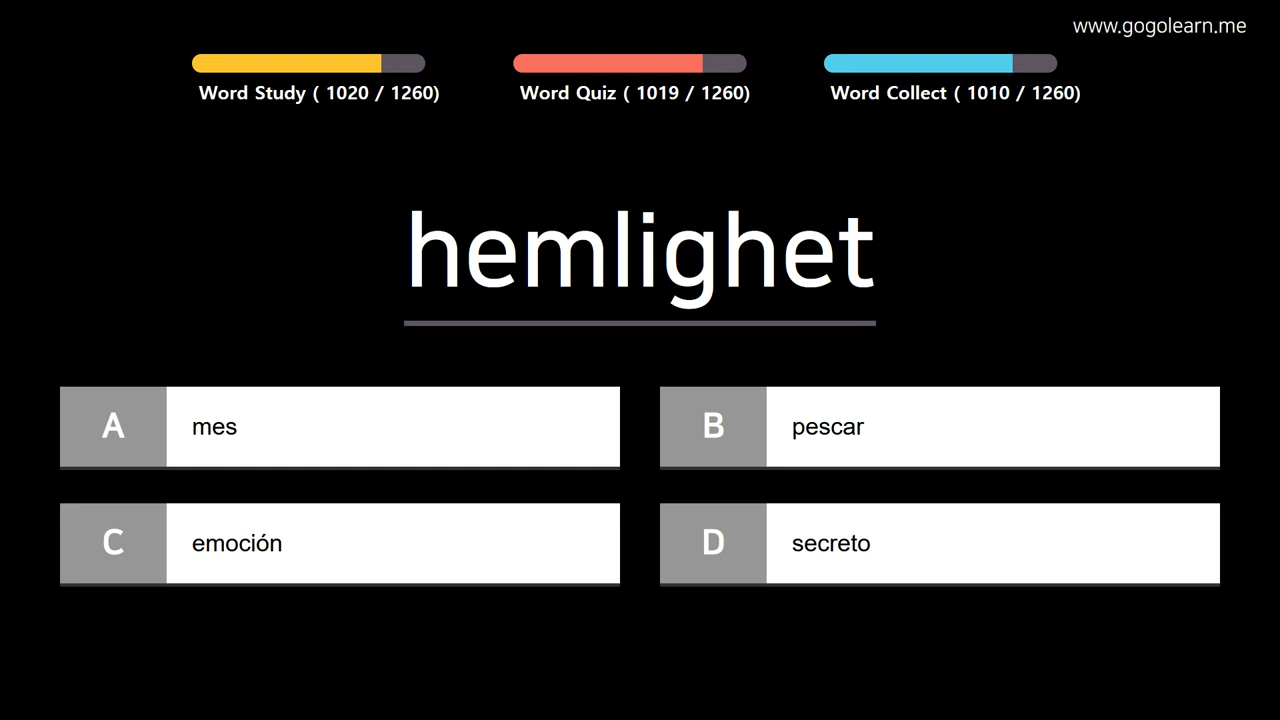 www.gogolearn.me
Word Study ( 1020 / 1260)
Word Quiz ( 1019 / 1260)
Word Collect ( 1010 / 1260)
hemlighet
A mes
B pescar
C emoción
D secreto